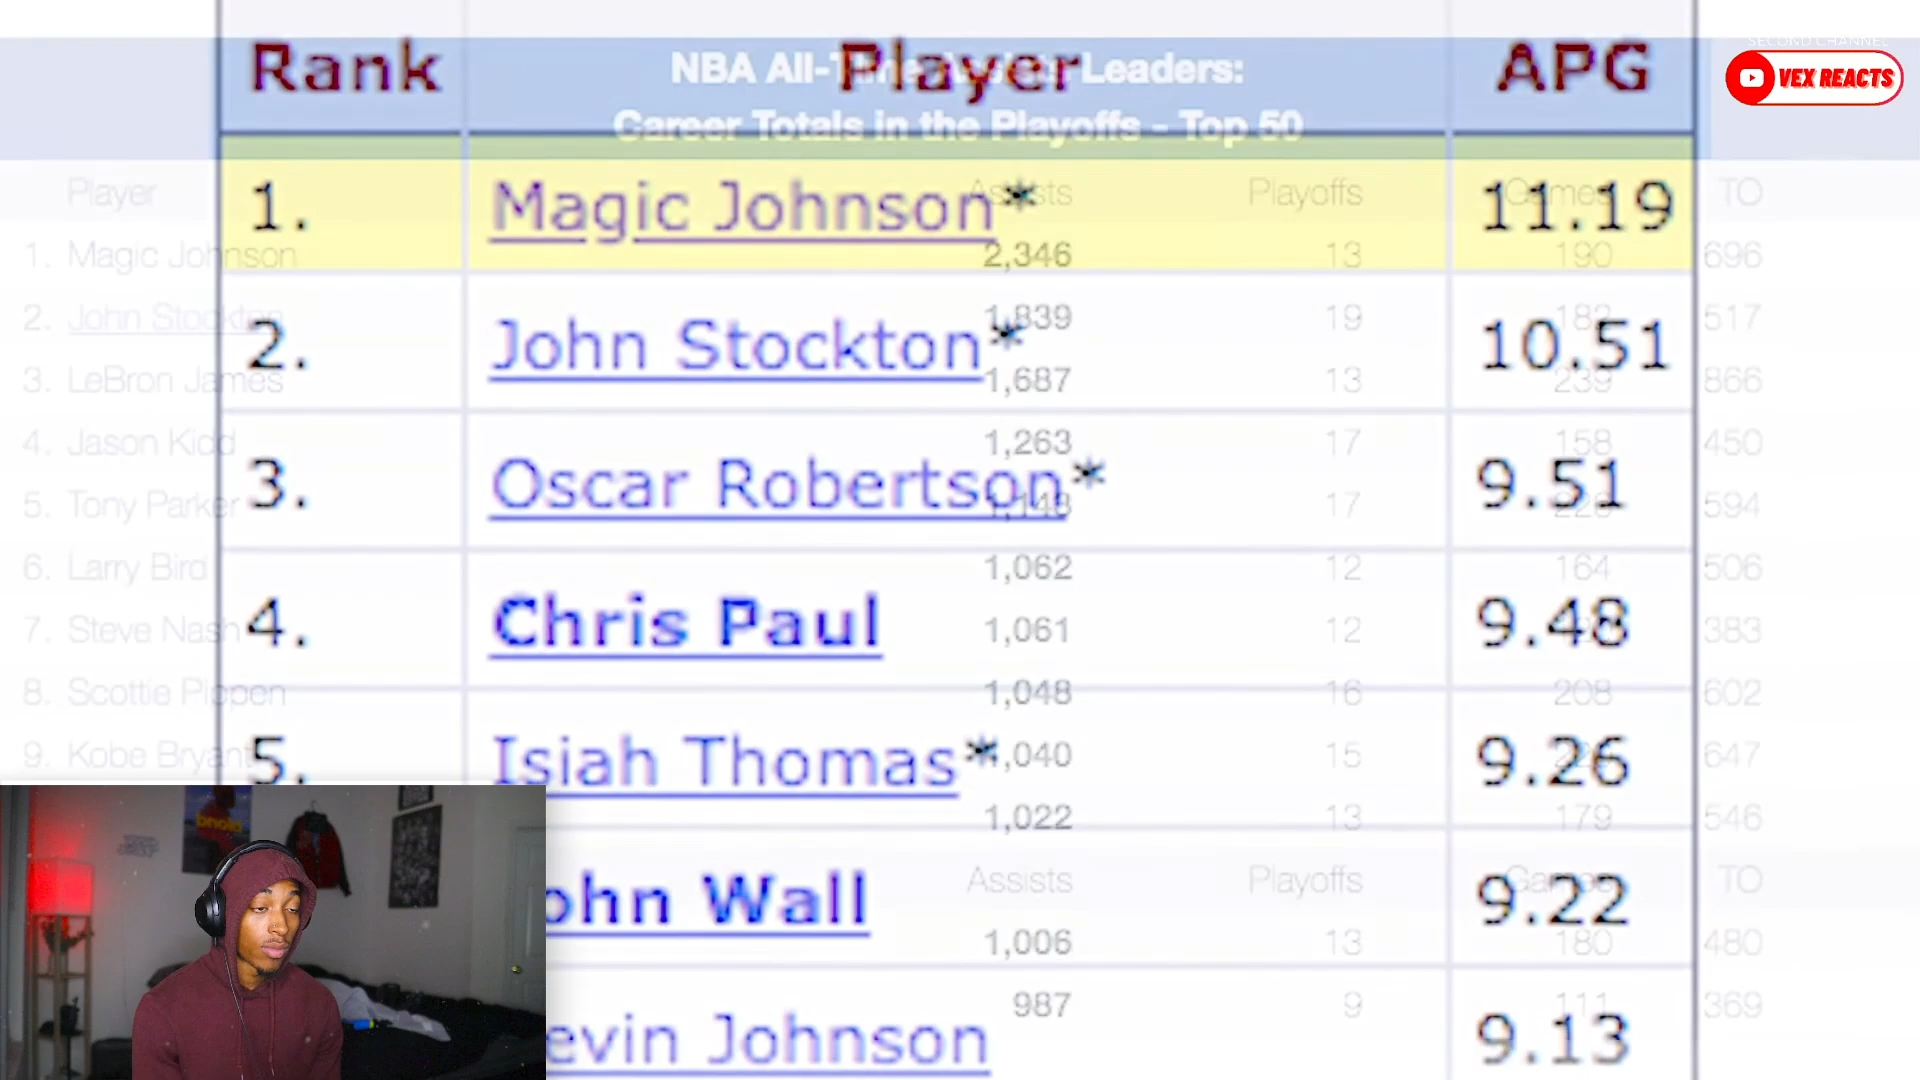 SECOND CHANNEL
VEX REACTS
Rank Player APG
1. Magic Johnson* 11.19
2. John Stockton* 10.51
3. Oscar Robertson* 9.51
4. Chris Paul 9.48
5. Isiah Thomas* 9.26
ohn Wall 9.22
evin Johnson 9.13
NBA All-Time Assists Leaders:
Career Totals in the Playoffs - Top 50
Player Assists Playoffs Games TO
1. Magic Johnson 2,346 13 190 696
2. John Stockton 1,839 19 182 517
3. LeBron James 1,687 13 239 866
4. Jason Kidd 1,263 17 158 450
5. Tony Parker 1,143 17 226 594
6. Larry Bird 1,062 12 164 506
7. Steve Nash 1,061 12 383
8. Scottie Pippen 1,048 16 208 602
9. Kobe Bryant 1,040 15 647
1,022 13 179 546
Assists Playoffs Games TO
1,006 13 180 480
987 9 111 369